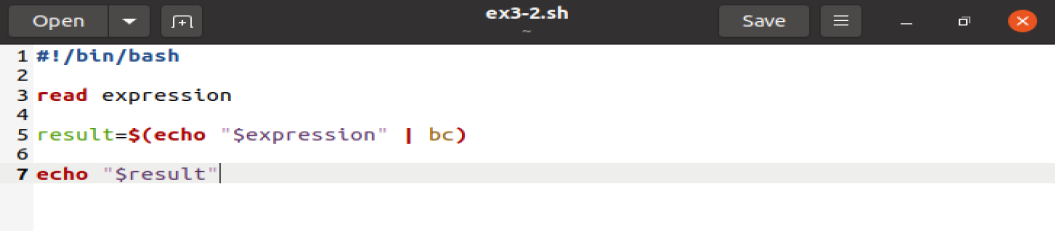 Open
ex3-2.sh
~
Save
1 #!/bin/bash
2
3 read expression
4
5 result=$(echo "$expression" | bc)
6
7 echo "$result"